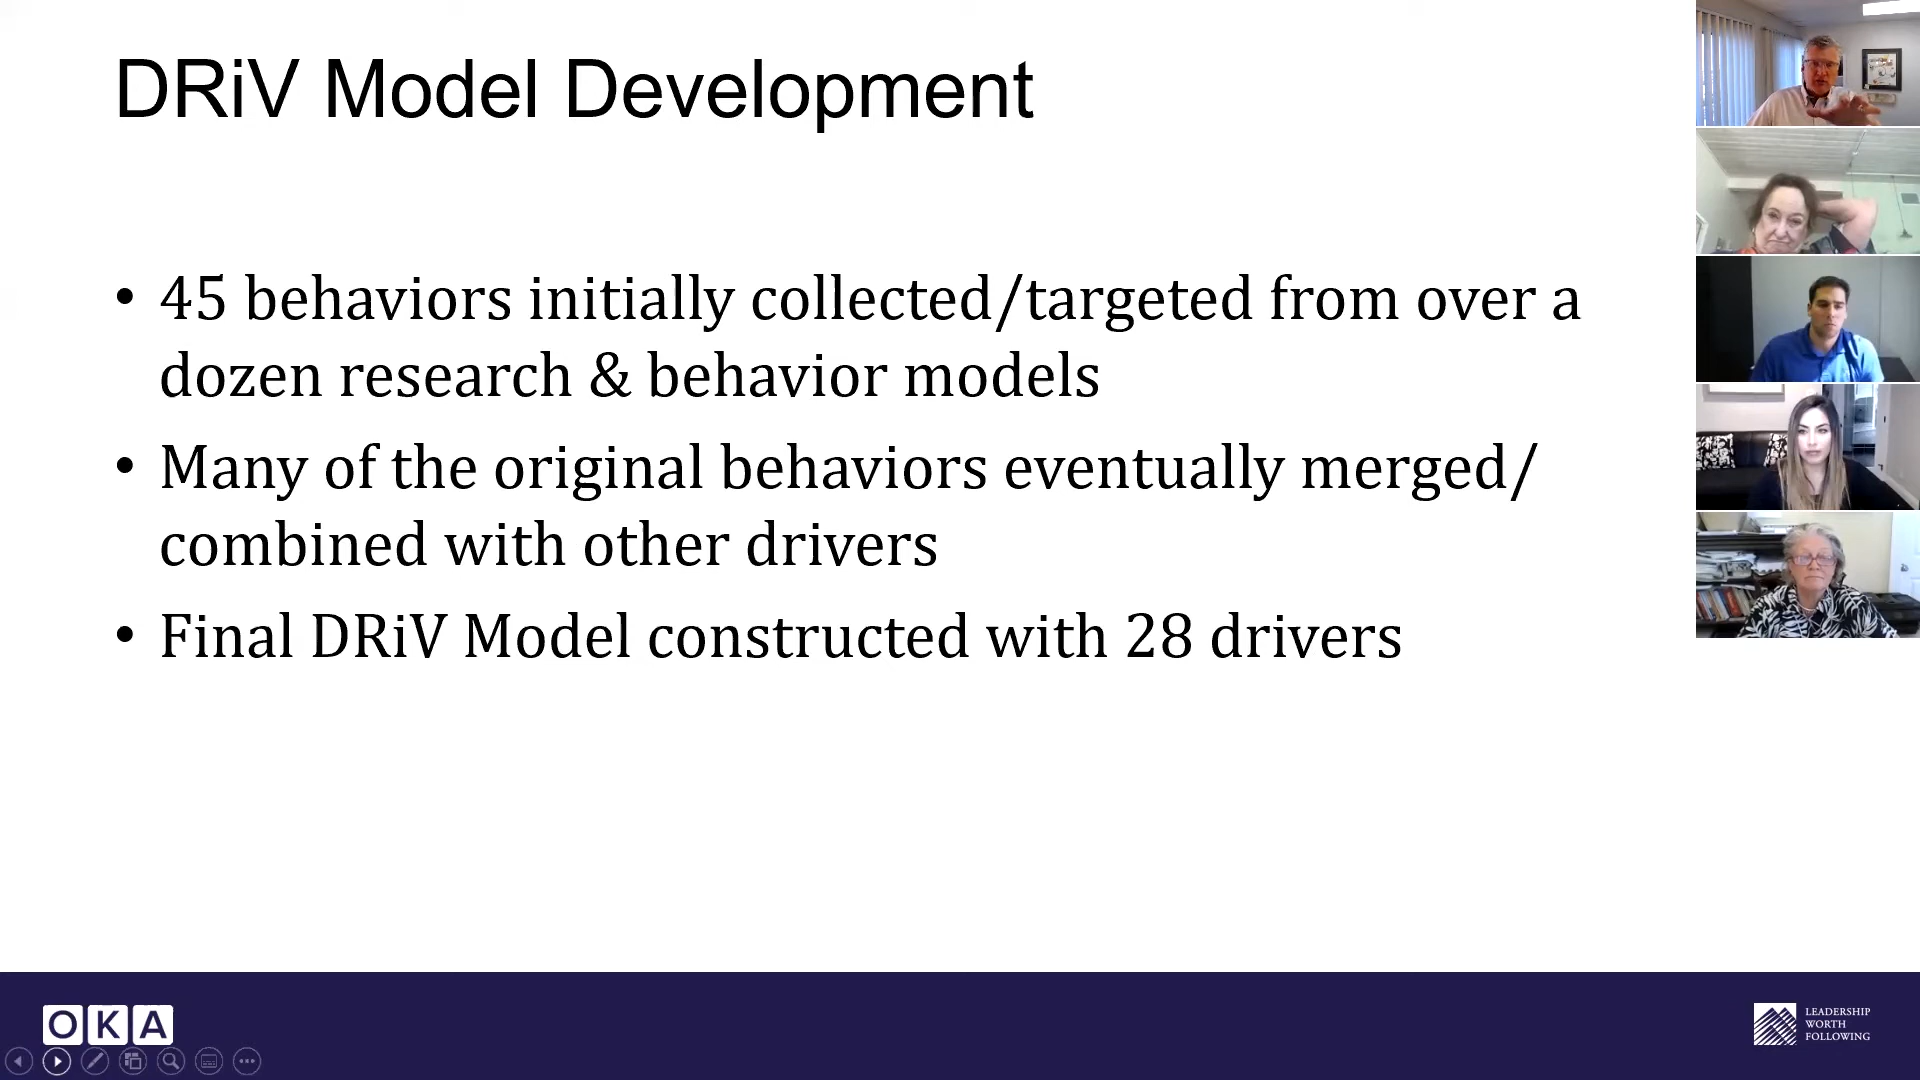 DRiV Model Development
• 45 behaviors initially collected/targeted from over a
dozen research & behavior models
• Many of the original behaviors eventually merged/
combined with other drivers
• Final DRiV Model constructed with 28 drivers
OKA
LEADERSHIP
WORTH
FOLLOWING